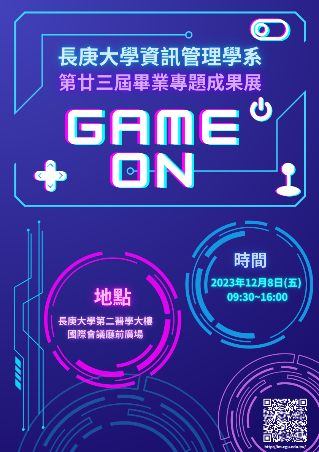 長庚大學資訊管理學系
第廿三屆畢業專題成果展
GAME
ON
時間
2023年12月8日(五)
09:30~16:00
地點
長庚大學第二醫學大樓
國際會議廳前廣場